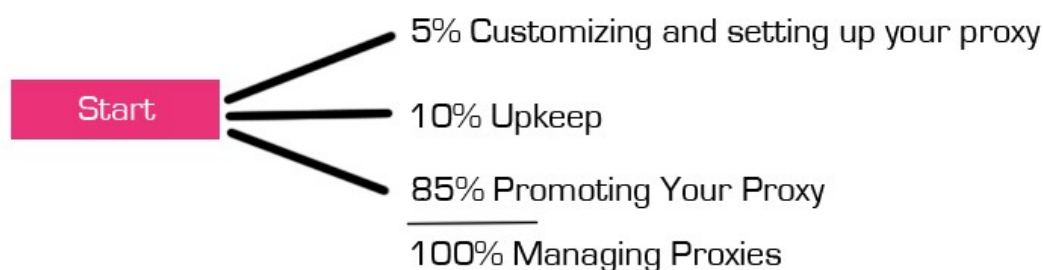 Start
5% Customizing and setting up your proxy
10% Upkeep
85% Promoting Your Proxy
100% Managing Proxies